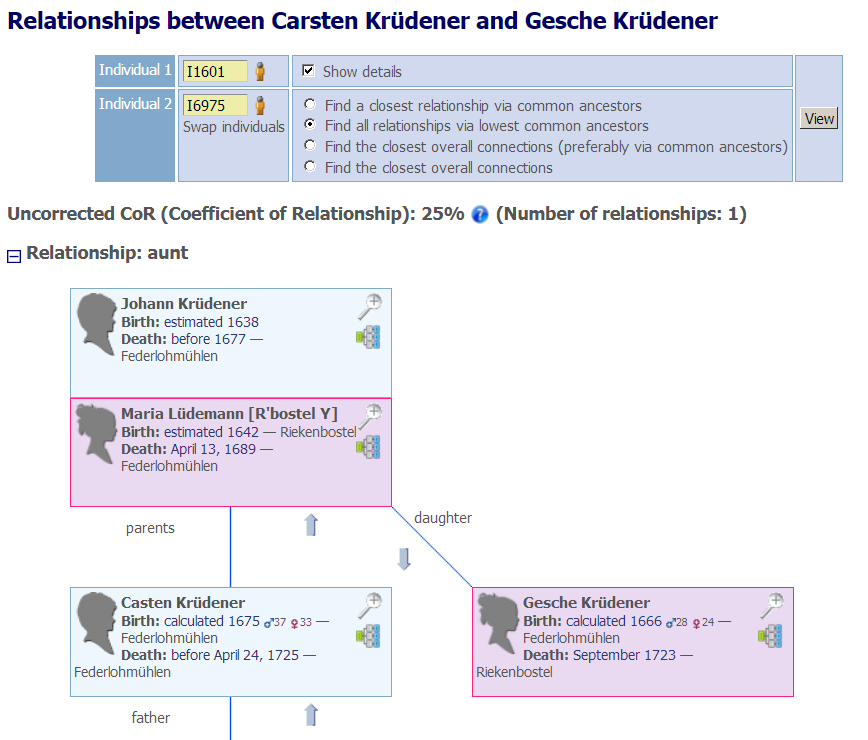 Relationships between Carsten Krüdener and Gesche Krüdener
Individual 1
I1601
Show details
Individual 2
I6975
Swap individuals
Find a closest relationship via common ancestors
Find all relationships via lowest common ancestors
Find the closest overall connections (preferably via common ancestors)
Find the closest overall connections
View
Uncorrected CoR (Coefficient of Relationship): 25% ? (Number of relationships: 1)
Relationship: aunt
Johann Krüdener
Birth: estimated 1638
Death: before 1677 —
Federlohmühlen
Maria Lüdemann [R'bostel Y]
Birth: estimated 1642 — Riekenbostel
Death: April 13, 1689 —
Federlohmühlen
parents
daughter
Casten Krüdener
Birth: calculated 1675 ♂37 ♀33 —
Federlohmühlen
Death: before April 24, 1725 —
Federlohmühlen
Gesche Krüdener
Birth: calculated 1666 ♂28 ♀24 —
Federlohmühlen
Death: September 1723 —
Riekenbostel
father